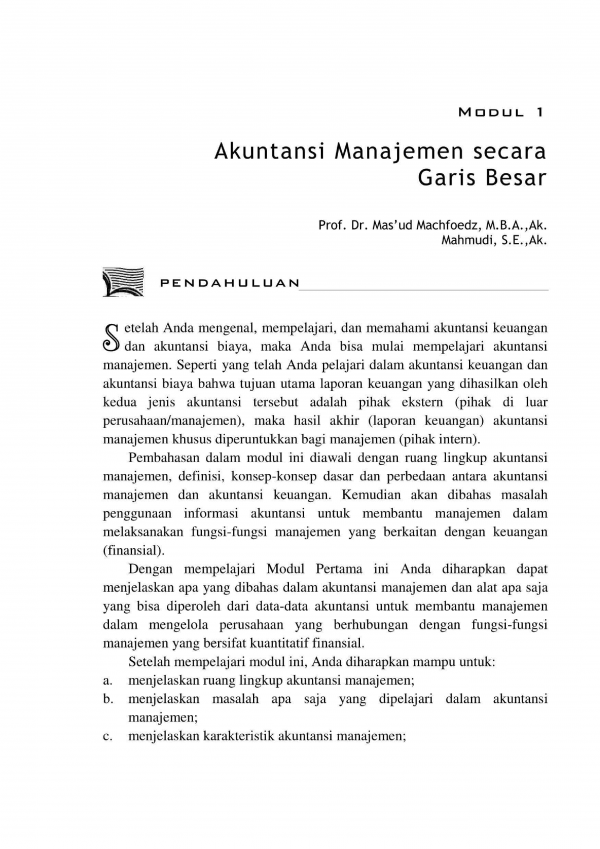 MODUL 1
Akuntansi Manajemen secara
Garis Besar
Prof. Dr. Mas’ud Machfoedz, M.B.A.,Ak.
Mahmudi, S.E.,Ak.
PENDAHULUAN
Setelah Anda mengenal, mempelajari, dan memahami akuntansi keuangan
dan akuntansi biaya, maka Anda bisa mulai mempelajari akuntansi
manajemen. Seperti yang telah Anda pelajari dalam akuntansi keuangan dan
akuntansi biaya bahwa tujuan utama laporan keuangan yang dihasilkan oleh
kedua jenis akuntansi tersebut adalah pihak ekstern (pihak di luar
perusahaan/manajemen), maka hasil akhir (laporan keuangan) akuntansi
manajemen khusus diperuntukkan bagi manajemen (pihak intern).
Pembahasan dalam modul ini diawali dengan ruang lingkup akuntansi
manajemen, definisi, konsep-konsep dasar dan perbedaan antara akuntansi
manajemen dan akuntansi keuangan. Kemudian akan dibahas masalah
penggunaan informasi akuntansi untuk membantu manajemen dalam
melaksanakan fungsi-fungsi manajemen yang berkaitan dengan keuangan
(finansial).
Dengan mempelajari Modul Pertama ini Anda diharapkan dapat
menjelaskan apa yang dibahas dalam akuntansi manajemen dan alat apa saja
yang bisa diperoleh dari data-data akuntansi untuk membantu manajemen
dalam mengelola perusahaan yang berhubungan dengan fungsi-fungsi
manajemen yang bersifat kuantitatif finansial.
Setelah mempelajari modul ini, Anda diharapkan mampu untuk:
a. menjelaskan ruang lingkup akuntansi manajemen;
b. menjelaskan masalah apa saja yang dipelajari dalam akuntansi
manajemen;
c. menjelaskan karakteristik akuntansi manajemen;